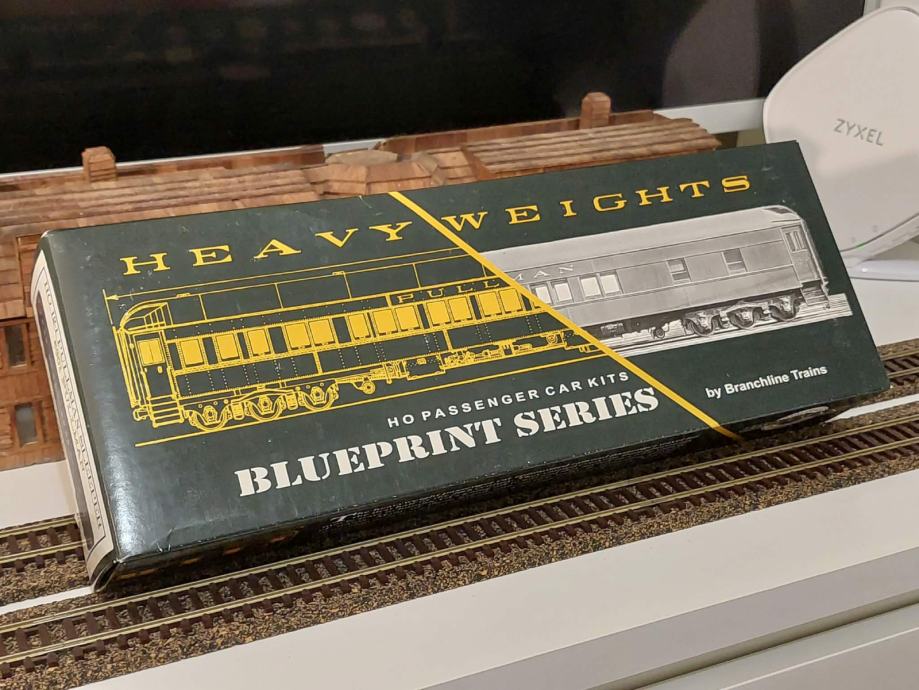 ZYXEL
HEAVYWEIGHTS
PULLMAN
HO PASSENGER CAR KITS
BLUEPRINT SERIES
by Branchline Trains